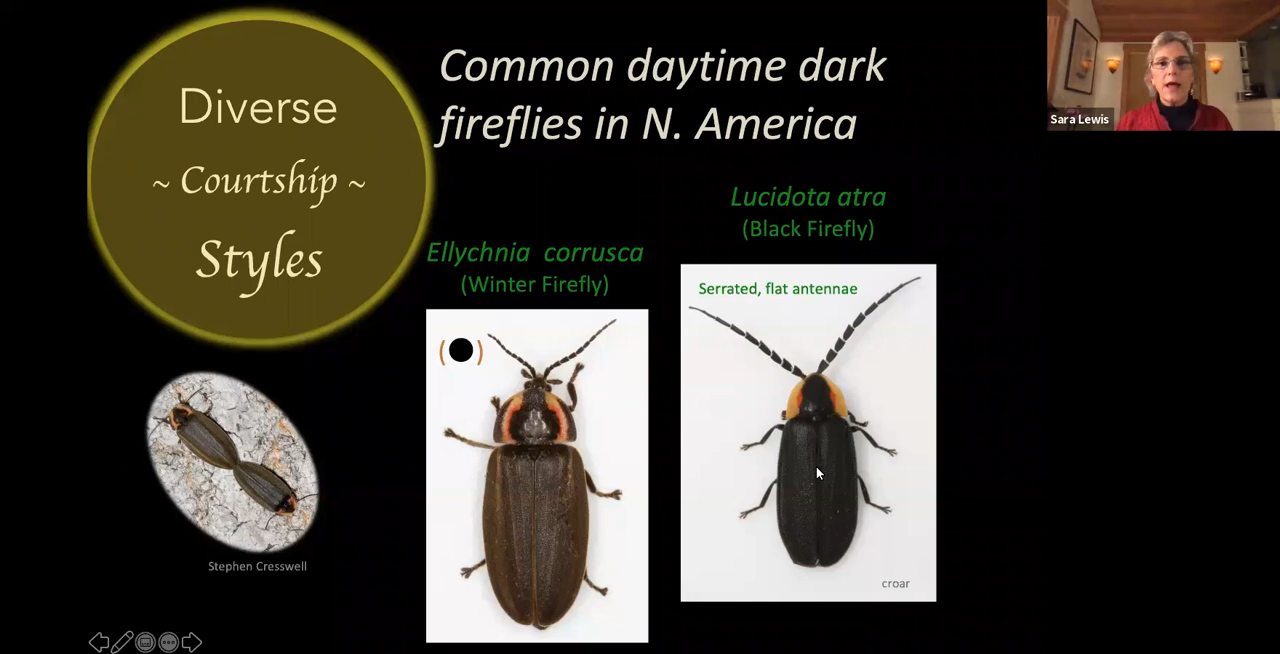 Diverse
~ Courtship ~
Styles
Common daytime dark
fireflies in N. America
Sara Lewis
Lucidota atra
(Black Firefly)
Ellychnia corrusca
(Winter Firefly)
Serrated, flat antennae
( )
croar
Stephen Cresswell